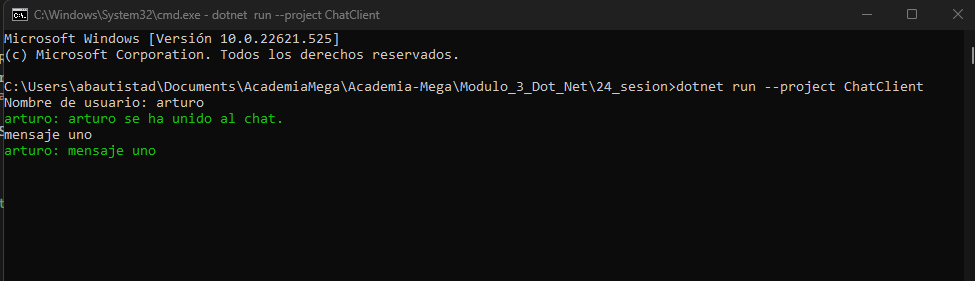 C:\Windows\System32\cmd.exe - dotnet run --project ChatClient
Microsoft Windows [Versión 10.0.22621.525]
(c) Microsoft Corporation. Todos los derechos reservados.
C:\Users\abautistad\Documents\AcademiaMega\Academia-Mega\Modulo_3_Dot_Net\24_sesion>dotnet run --project ChatClient
Nombre de usuario: arturo
arturo: arturo se ha unido al chat.
mensaje uno
arturo: mensaje uno